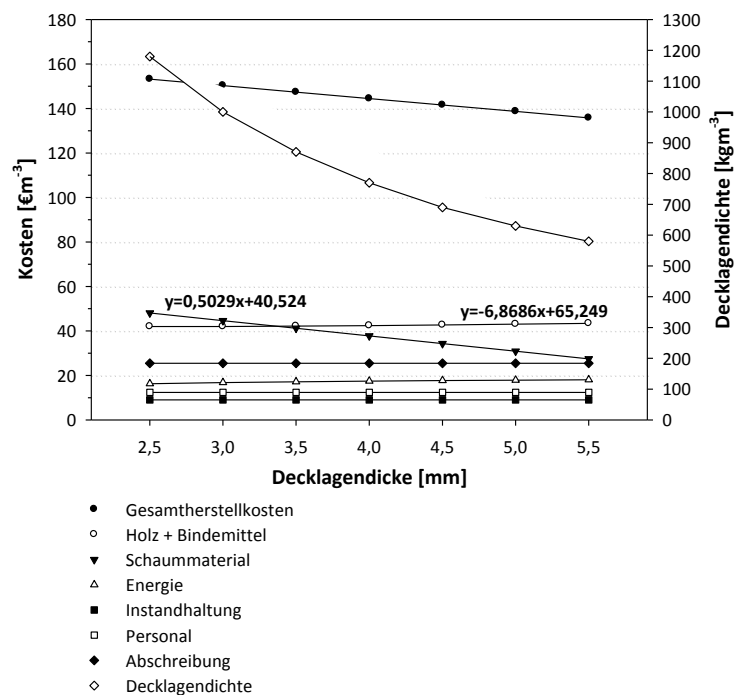 180
160
140
120
100
80
60
40
20
0
Kosten [€m⁻³]
1300
1200
1100
1000
900
800
700
600
500
400
300
200
100
0
Decklagendichte [kgm⁻³]
y=0,5029x+40,524
y=-6,8686x+65,249
2,5 3,0 3,5 4,0 4,5 5,0 5,5
Decklagendicke [mm]
Gesamtherstellkosten
Holz + Bindemittel
Schaummaterial
Energie
Instandhaltung
Personal
Abschreibung
Decklagendichte